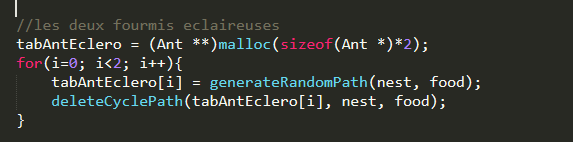 //les deux fourmis eclaireuses
tabAntEclero = (Ant **)malloc(sizeof(Ant *)*2);
for(i=0; i<2; i++){
    tabAntEclero[i] = generateRandomPath(nest, food);
    deleteCyclePath(tabAntEclero[i], nest, food);
}